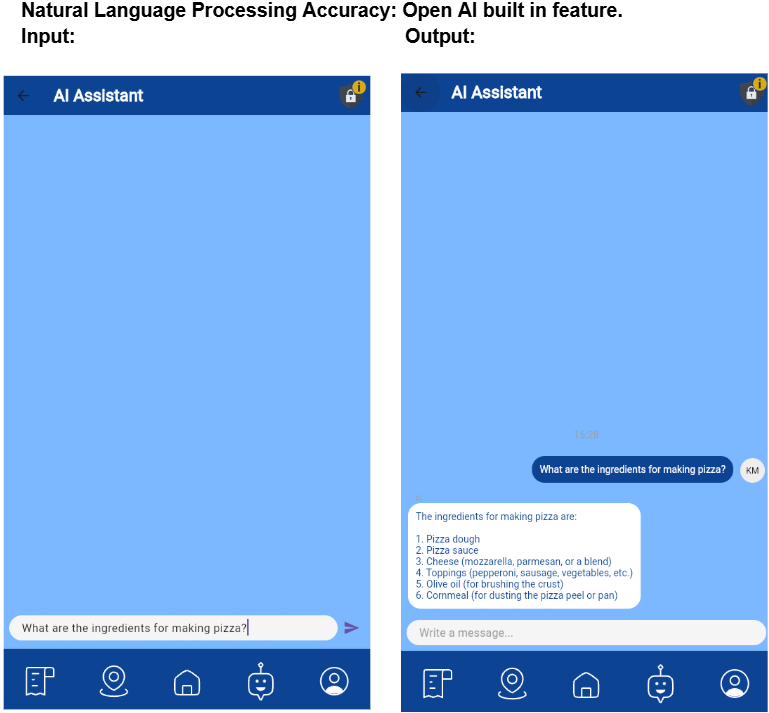 Natural Language Processing Accuracy: Open AI built in feature.
Input:
Output:
AI Assistant
What are the ingredients for making pizza?
AI Assistant
15:28
What are the ingredients for making pizza?
KM
The ingredients for making pizza are:
1. Pizza dough
2. Pizza sauce
3. Cheese (mozzarella, parmesan, or a blend)
4. Toppings (pepperoni, sausage, vegetables, etc.)
5. Olive oil (for brushing the crust)
6. Cornmeal (for dusting the pizza peel or pan)
Write a message...